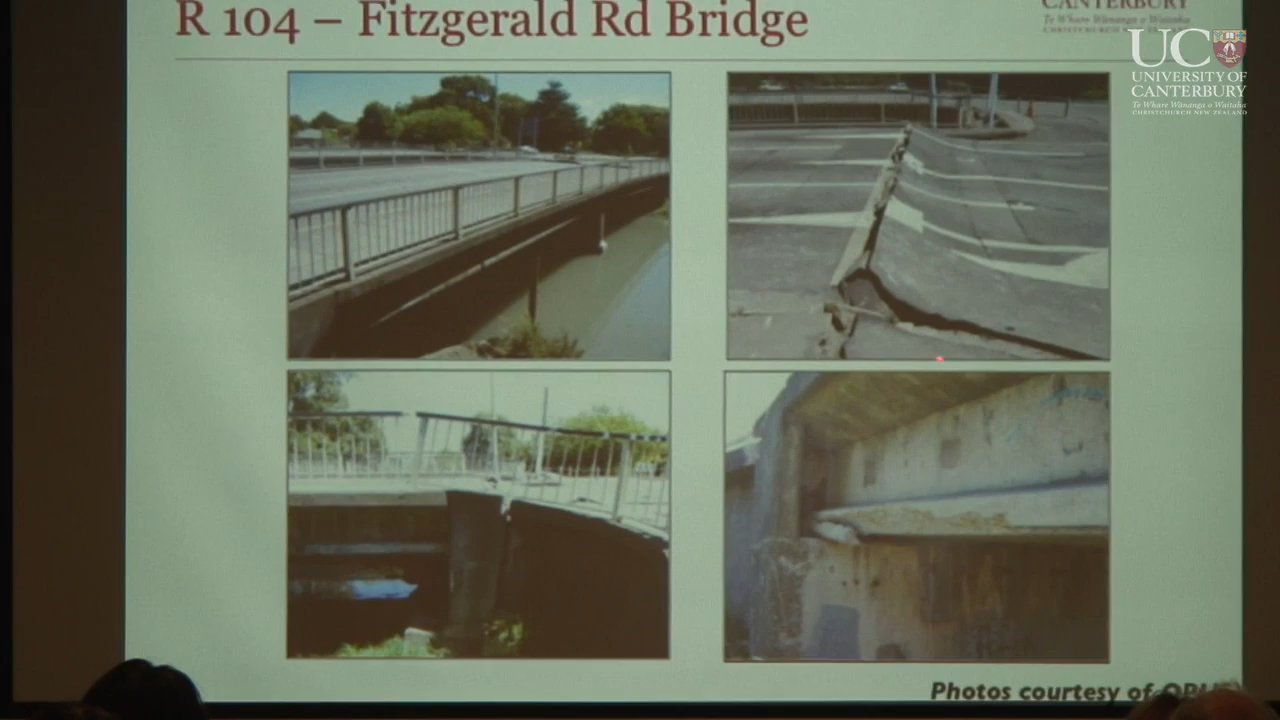 R 104 – Fitzgerald Rd Bridge
CANTERBURY
Te Whare Wānanga o Waitaha
CHRISTCHURCH
UC
UNIVERSITY OF
CANTERBURY
Te Whare Wānanga o Waitaha
CHRISTCHURCH NEW ZEALAND
Photos courtesy of